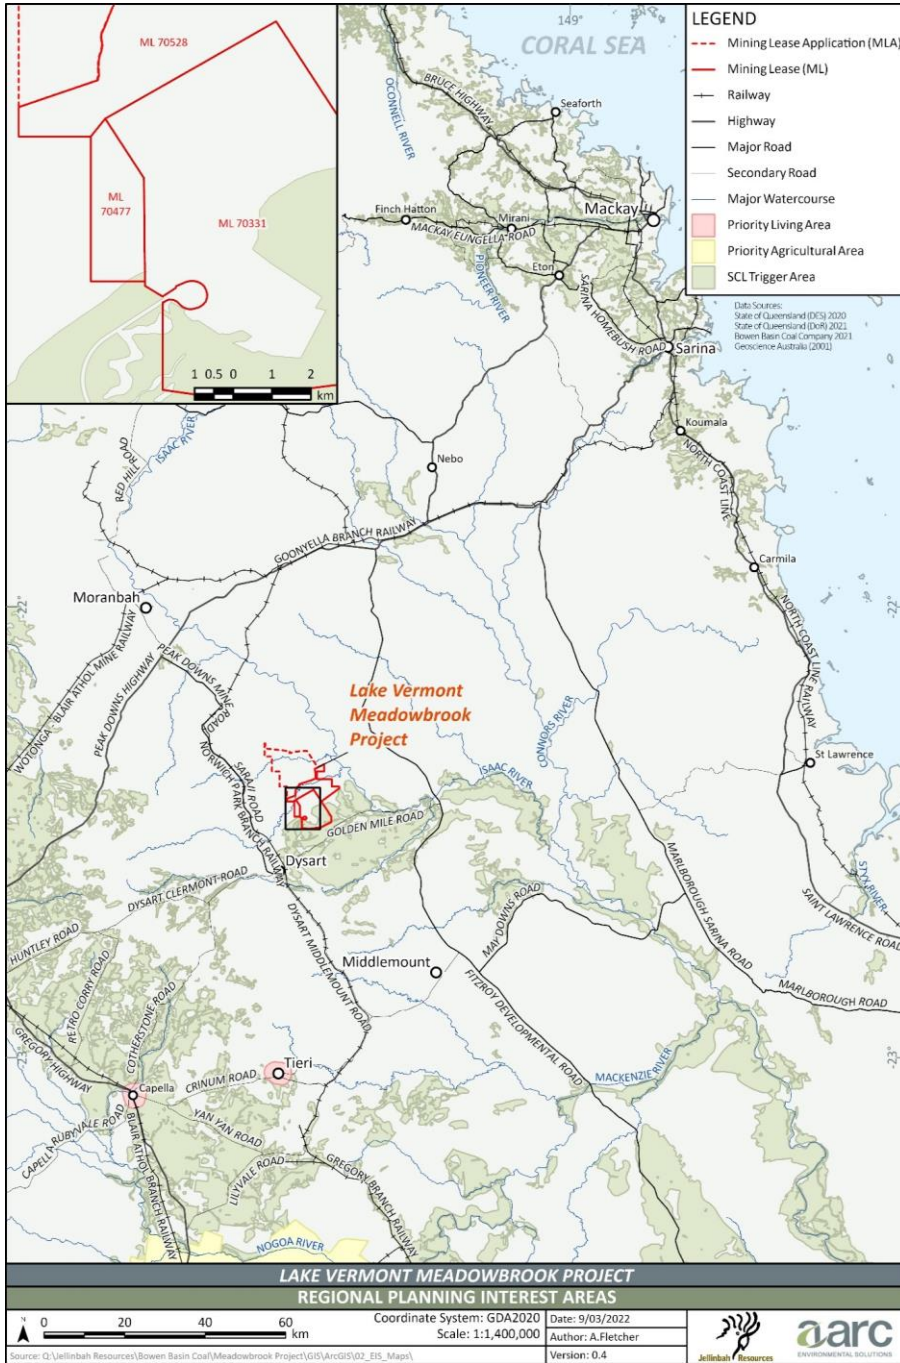 ML 70528
ML
70477
ML 70331
1 0.5 0 1 2
km
149°
CORAL SEA
LEGEND
Mining Lease Application (MLA)
Mining Lease (ML)
Railway
Highway
Major Road
Secondary Road
Major Watercourse
Priority Living Area
Priority Agricultural Area
SCL Trigger Area
Data Sources:
State of Queensland (DES) 2020
State of Queensland (DoR) 2021
Bowen Basin Coal Company 2021
Geoscience Australia (2001)
OCONNELL RIVER
BRUCE HIGHWAY
Seaforth
Finch Hatton
Mirani
Mackay
MACKAY EUNGELLA ROAD
PIONEER RIVER
Eton
SARINA HOMEBUSH ROAD
Sarina
Koumala
NORTH COAST LINE
RED HILL ROAD
ISAAC RIVER
Nebo
GOONYELLA BRANCH RAILWAY
Carmila
Moranbah
-22°
-22°
NORTH COAST LINE RAILWAY
WOTONGA - BLAIR ATHOL MINE RAILWAY
PEAK DOWNS HIGHWAY
PEAK DOWNS MINE ROAD
Lake Vermont
Meadowbrook
Project
CONNORS RIVER
St Lawrence
SARAJI ROAD
NORWICH PARK BRANCH RAILWAY
ISAAC RIVER
GOLDEN MILE ROAD
Dysart
DYSART CLERMONT ROAD
MARLBOROUGH SARINA ROAD
STYX RIVER
SAINT LAWRENCE ROAD
HUNTLEY ROAD
RETRO CORRY ROAD
COTHERSTONE ROAD
DYSART MIDDLEMOUNT ROAD
MAY DOWNS ROAD
Middlemount
FITZROY DEVELOPMENTAL ROAD
MARLBOROUGH ROAD
-23°
-23°
GREGORY HIGHWAY
Tieri
MACKENZIE RIVER
Capella
CRINUM ROAD
CAPELLA RUBYVALE ROAD
YAN YAN ROAD
BLAIR ATHOL BRANCH RAILWAY
LILYVALE ROAD
GREGORY BRANCH RAILWAY
NOGOA RIVER
LAKE VERMONT MEADOWBROOK PROJECT
REGIONAL PLANNING INTEREST AREAS
N
0 20 40 60
km
Coordinate System: GDA2020
Scale: 1:1,400,000
Date: 9/03/2022
Author: A.Fletcher
Version: 0.4
Source: Q:\Jellinbah Resources\Bowen Basin Coal\Meadowbrook Project\GIS\ArcGIS\02_EIS_Maps\
Jellinbah Resources
aarc
ENVIRONMENTAL SOLUTIONS